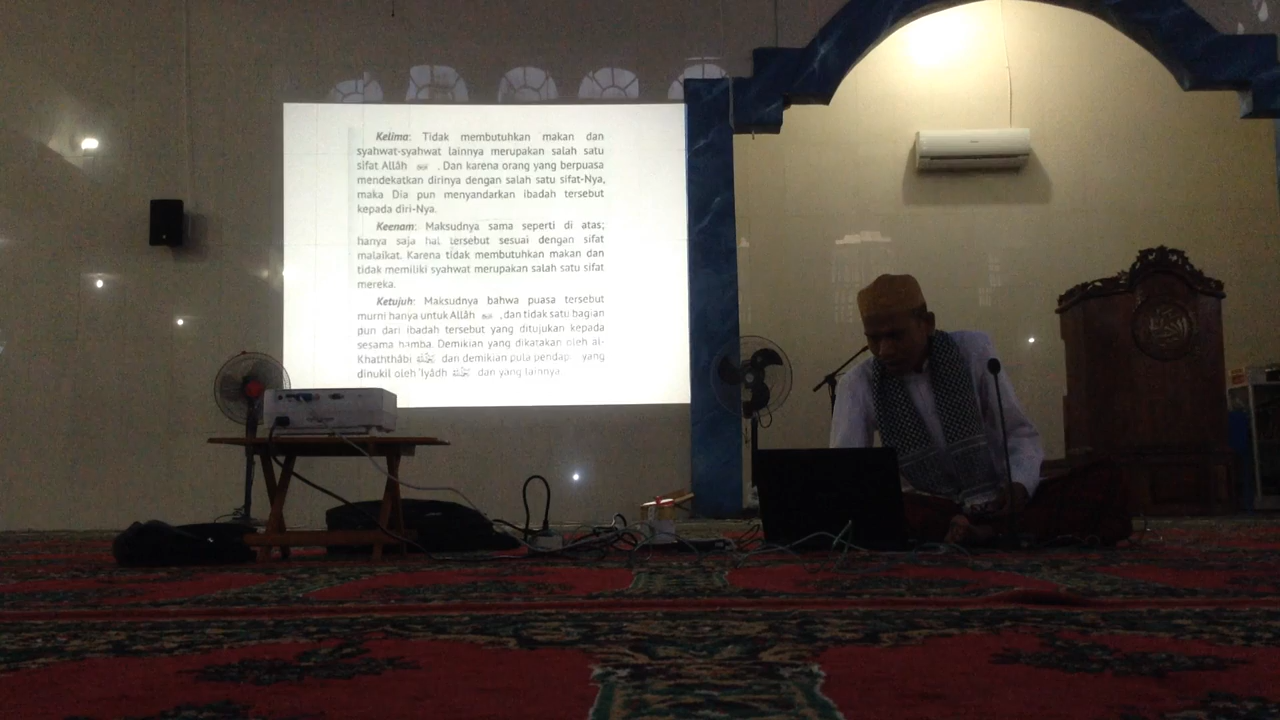 Kelima: Tidak membutuhkan makan dan
syahwat-syahwat lainnya merupakan salah satu
sifat Allâh . Dan karena orang yang berpuasa
mendekatkan dirinya dengan salah satu sifat-Nya,
maka Dia pun menyandarkan ibadah tersebut
kepada diri-Nya.
Keenam: Maksudnya sama seperti di atas;
hanya saja hal tersebut sesuai dengan sifat
malaikat. Karena tidak membutuhkan makan dan
tidak memiliki syahwat merupakan salah satu sifat
mereka.
Ketujuh: Maksudnya bahwa puasa tersebut
murni hanya untuk Allâh , dan tidak satu bagian
pun dari ibadah tersebut yang ditujukan kepada
sesama hamba. Demikian yang dikatakan oleh al-
Khaththâbi dan demikian pula pendap yang
dinukil oleh 'Iyâdh dan yang lainnya.